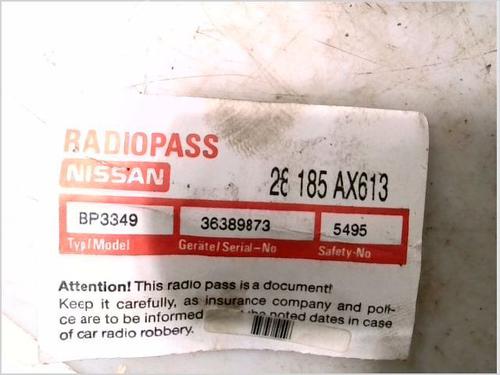 RADIOPASS
NISSAN 28 185 AX613
BP3349 36389873 5495
Typ/Model Geräte/Serial-No Safety-No
Attention! This radio pass is a document!
Keep it carefully, as insurance company and poli-
ce are to be informed noted dates in case
of car radio robbery.